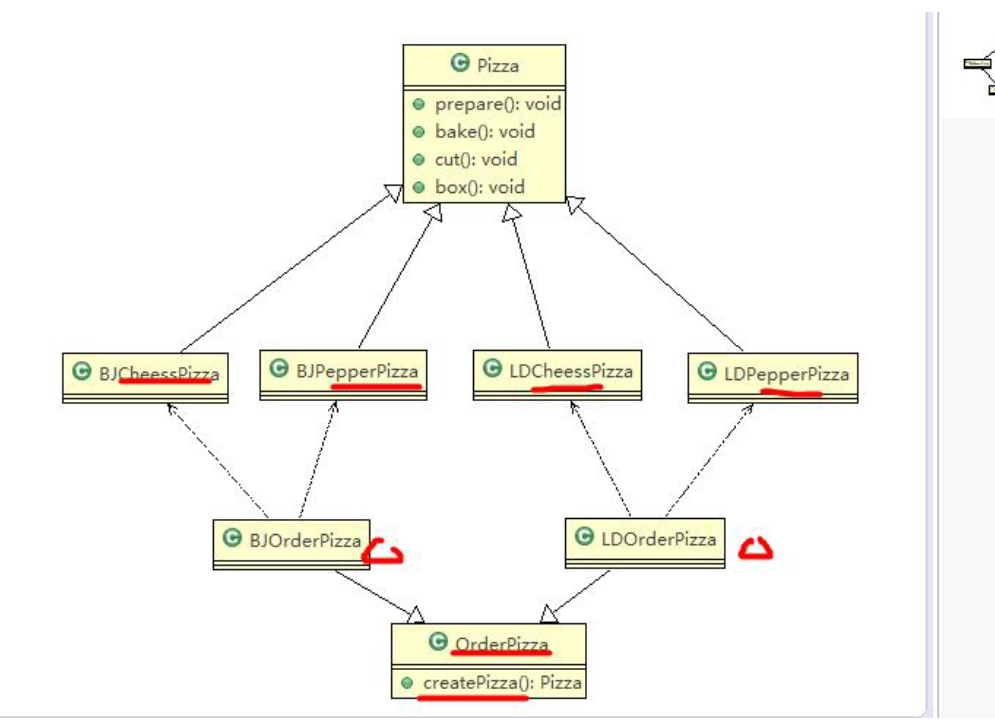 Pizza
prepare(): void
bake(): void
cut(): void
box(): void
BJCheessPizza
BJPepperPizza
LDCheessPizza
LDPepperPizza
BJOrderPizza
LDOrderPizza
OrderPizza
createPizza(): Pizza